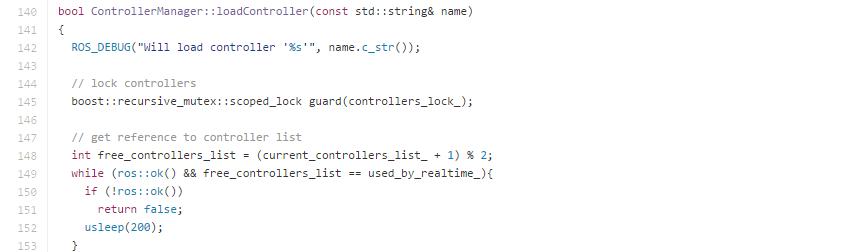 140 bool ControllerManager::loadController(const std::string& name)
141 {
142   ROS_DEBUG("Will load controller '%s'", name.c_str());
143
144   // lock controllers
145   boost::recursive_mutex::scoped_lock guard(controllers_lock_);
146
147   // get reference to controller list
148   int free_controllers_list = (current_controllers_list_ + 1) % 2;
149   while (ros::ok() && free_controllers_list == used_by_realtime_){
150     if (!ros::ok())
151       return false;
152     usleep(200);
153   }